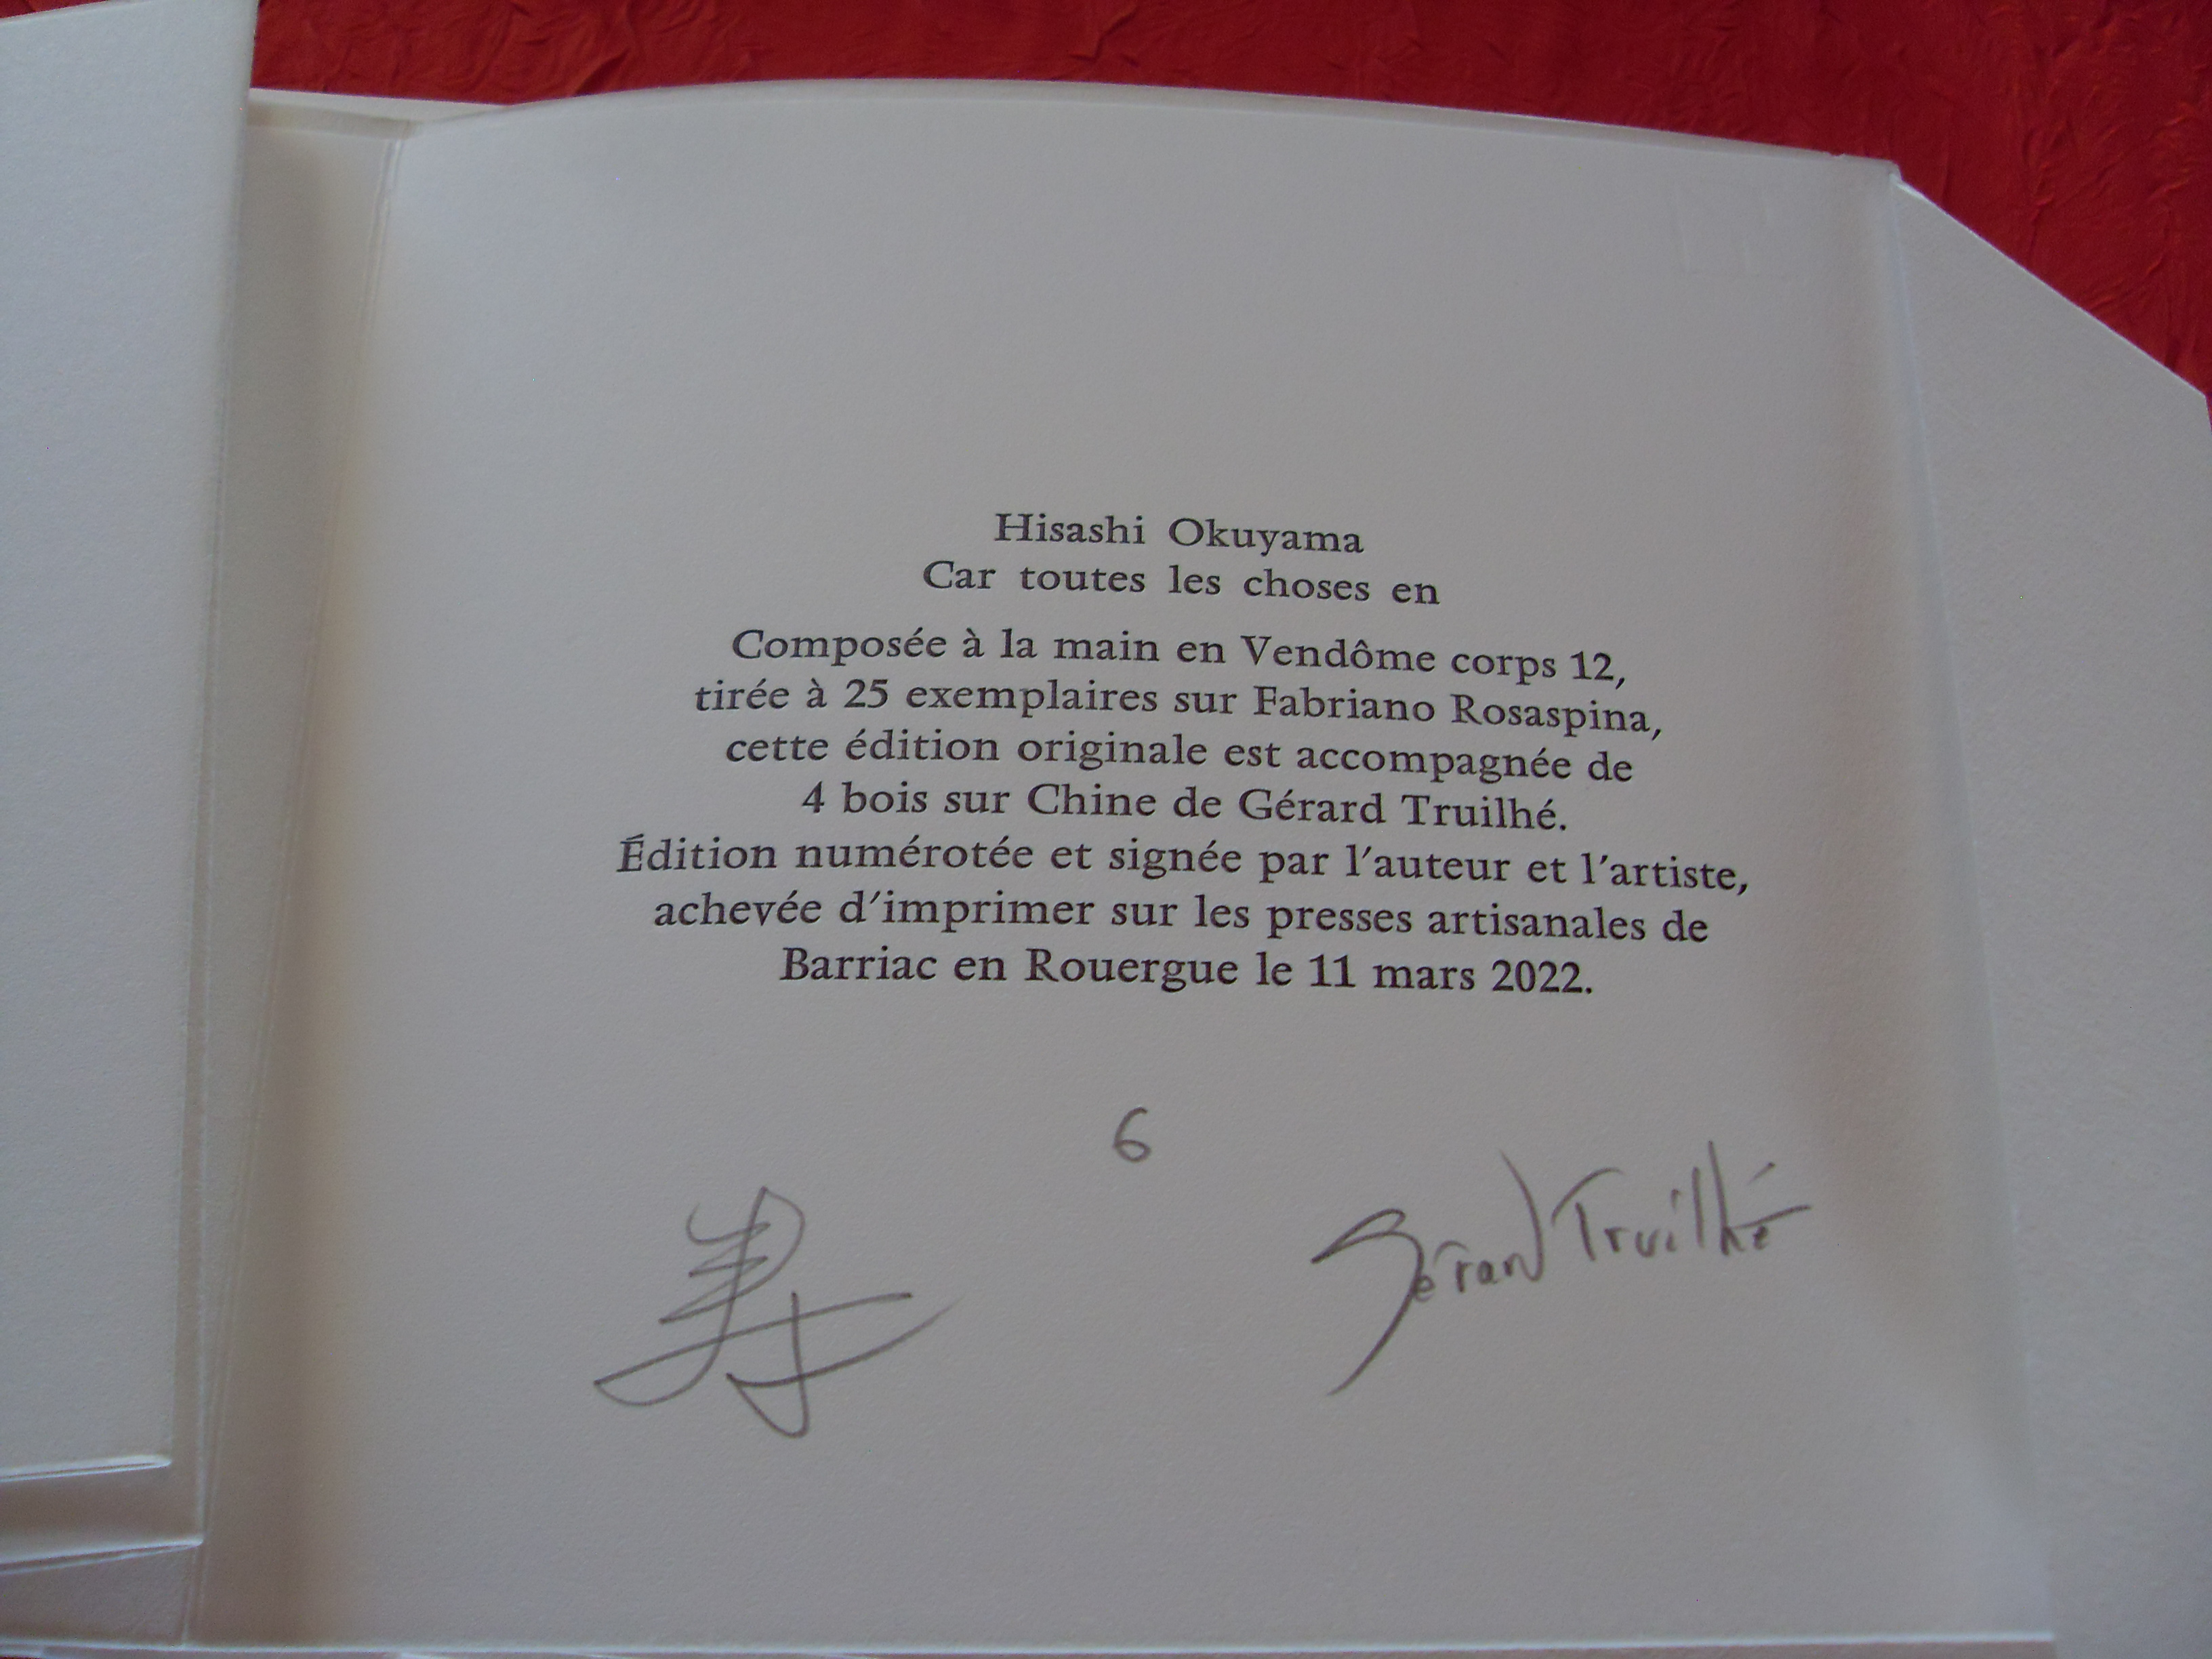 Hisashi Okuyama
Car toutes les choses en
Composée à la main en Vendôme corps 12,
tirée à 25 exemplaires sur Fabriano Rosaspina,
cette édition originale est accompagnée de
4 bois sur Chine de Gérard Truilhé.
Édition numérotée et signée par l'auteur et l'artiste,
achevée d'imprimer sur les presses artisanales de
Barriac en Rouergue le 11 mars 2022.
6
Gérard Truilhé